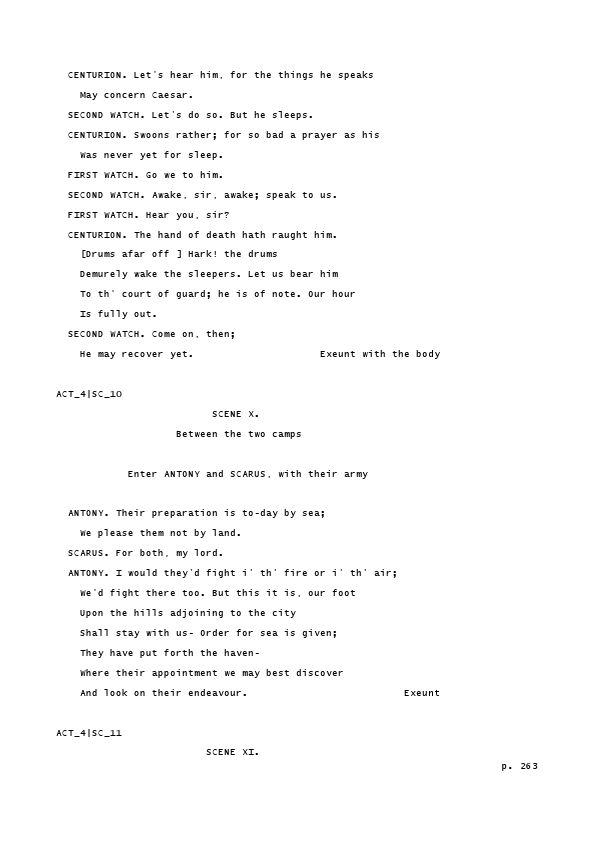 CENTURION. Let's hear him, for the things he speaks
May concern Caesar.
SECOND WATCH. Let's do so. But he sleeps.
CENTURION. Swoons rather; for so bad a prayer as his
Was never yet for sleep.
FIRST WATCH. Go we to him.
SECOND WATCH. Awake, sir, awake; speak to us.
FIRST WATCH. Hear you, sir?
CENTURION. The hand of death hath raught him.
[Drums afar off ] Hark! the drums
Demurely wake the sleepers. Let us bear him
To th' court of guard; he is of note. Our hour
Is fully out.
SECOND WATCH. Come on, then;
He may recover yet. Exeunt with the body
ACT_4|SC_10
SCENE X.
Between the two camps
Enter ANTONY and SCARUS, with their army
ANTONY. Their preparation is to-day by sea;
We please them not by land.
SCARUS. For both, my lord.
ANTONY. I would they'd fight i' th' fire or i' th' air;
We'd fight there too. But this it is, our foot
Upon the hills adjoining to the city
Shall stay with us- Order for sea is given;
They have put forth the haven-
Where their appointment we may best discover
And look on their endeavour. Exeunt
ACT_4|SC_11
SCENE XI.
p. 263